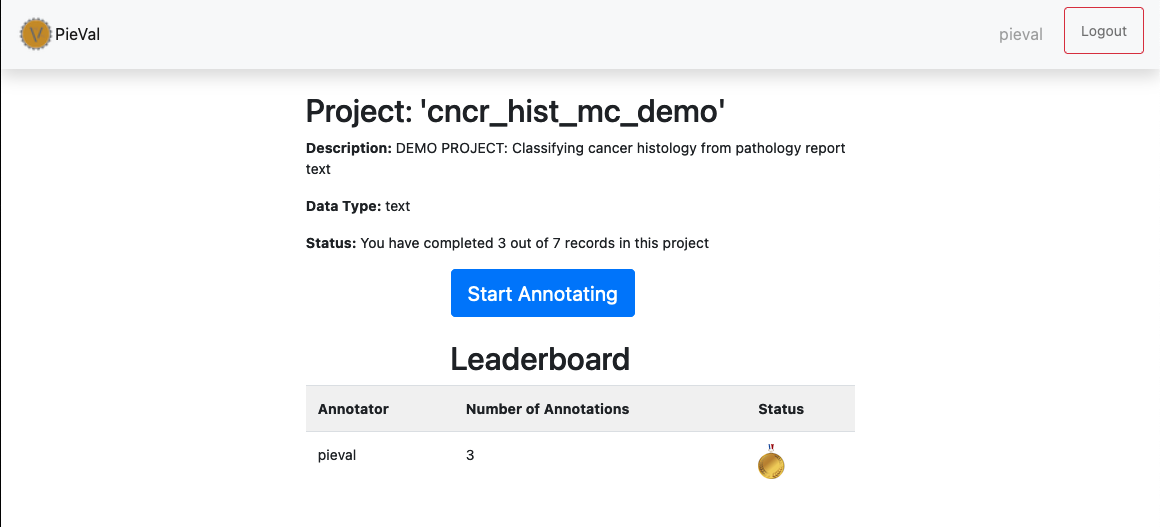 PieVal
pieval
Logout
Project: 'cncr_hist_mc_demo'
Description: DEMO PROJECT: Classifying cancer histology from pathology report
text
Data Type: text
Status: You have completed 3 out of 7 records in this project
Start Annotating
Leaderboard
Annotator Number of Annotations Status
pieval 3